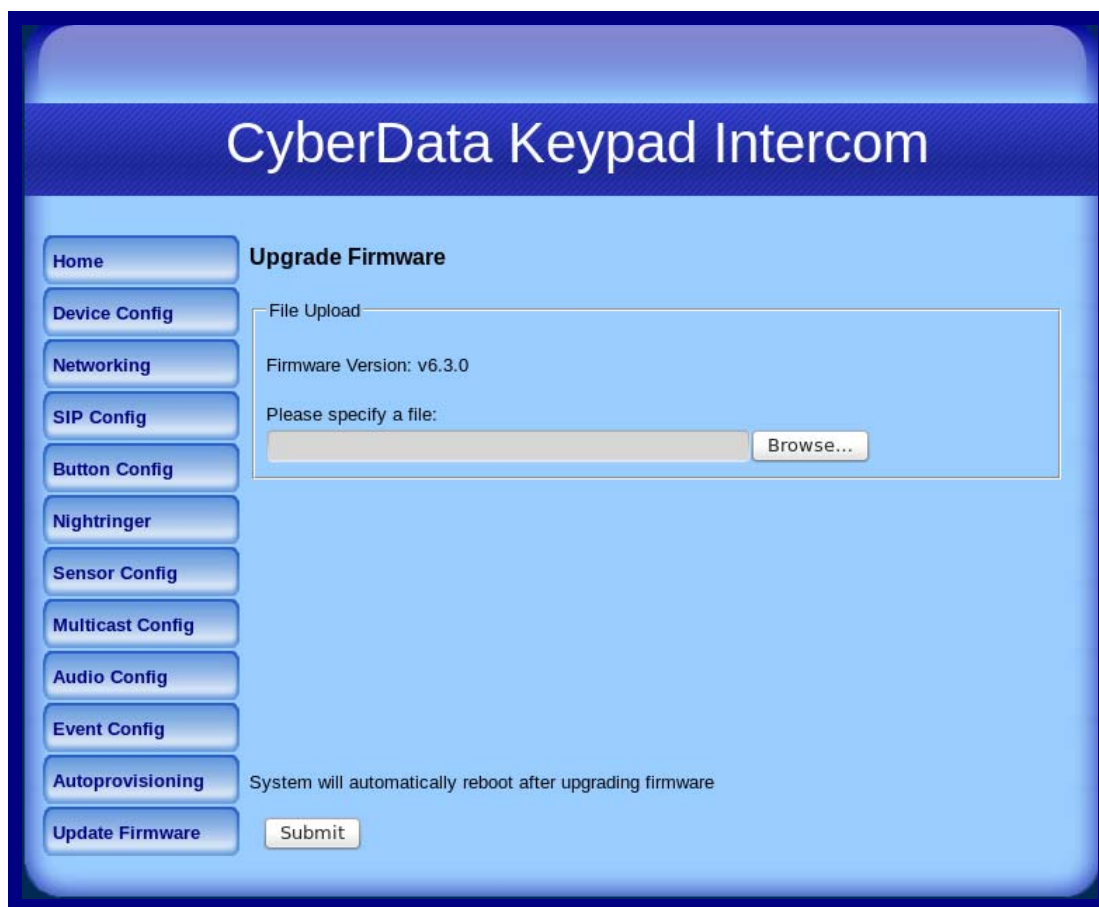 CyberData Keypad Intercom
Home
Device Config
Networking
SIP Config
Button Config
Nightringer
Sensor Config
Multicast Config
Audio Config
Event Config
Autoprovisioning
Update Firmware
Upgrade Firmware
File Upload
Firmware Version: v6.3.0
Please specify a file:
Browse...
System will automatically reboot after upgrading firmware
Submit